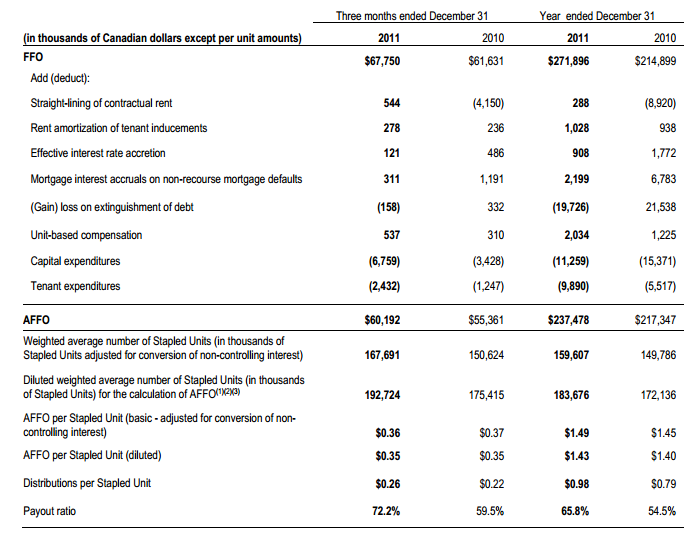 Three months ended December 31 Year ended December 31
(in thousands of Canadian dollars except per unit amounts) 2011 2010 2011 2010
FFO $67,750 $61,631 $271,896 $214,899
Add (deduct):
Straight-lining of contractual rent 544 (4,150) 288 (8,920)
Rent amortization of tenant inducements 278 236 1,028 938
Effective interest rate accretion 121 486 908 1,772
Mortgage interest accruals on non-recourse mortgage defaults 311 1,191 2,199 6,783
(Gain) loss on extinguishment of debt (158) 332 (19,726) 21,538
Unit-based compensation 537 310 2,034 1,225
Capital expenditures (6,759) (3,428) (11,259) (15,371)
Tenant expenditures (2,432) (1,247) (9,890) (5,517)
AFFO $60,192 $55,361 $237,478 $217,347
Weighted average number of Stapled Units (in thousands of
Stapled Units adjusted for conversion of non-controlling interest) 167,691 150,624 159,607 149,786
Diluted weighted average number of Stapled Units (in thousands
of Stapled Units) for the calculation of AFFO(1)(2)(3) 192,724 175,415 183,676 172,136
AFFO per Stapled Unit (basic - adjusted for conversion of non-
controlling interest) $0.36 $0.37 $1.49 $1.45
AFFO per Stapled Unit (diluted) $0.35 $0.35 $1.43 $1.40
Distributions per Stapled Unit $0.26 $0.22 $0.98 $0.79
Payout ratio 72.2% 59.5% 65.8% 54.5%